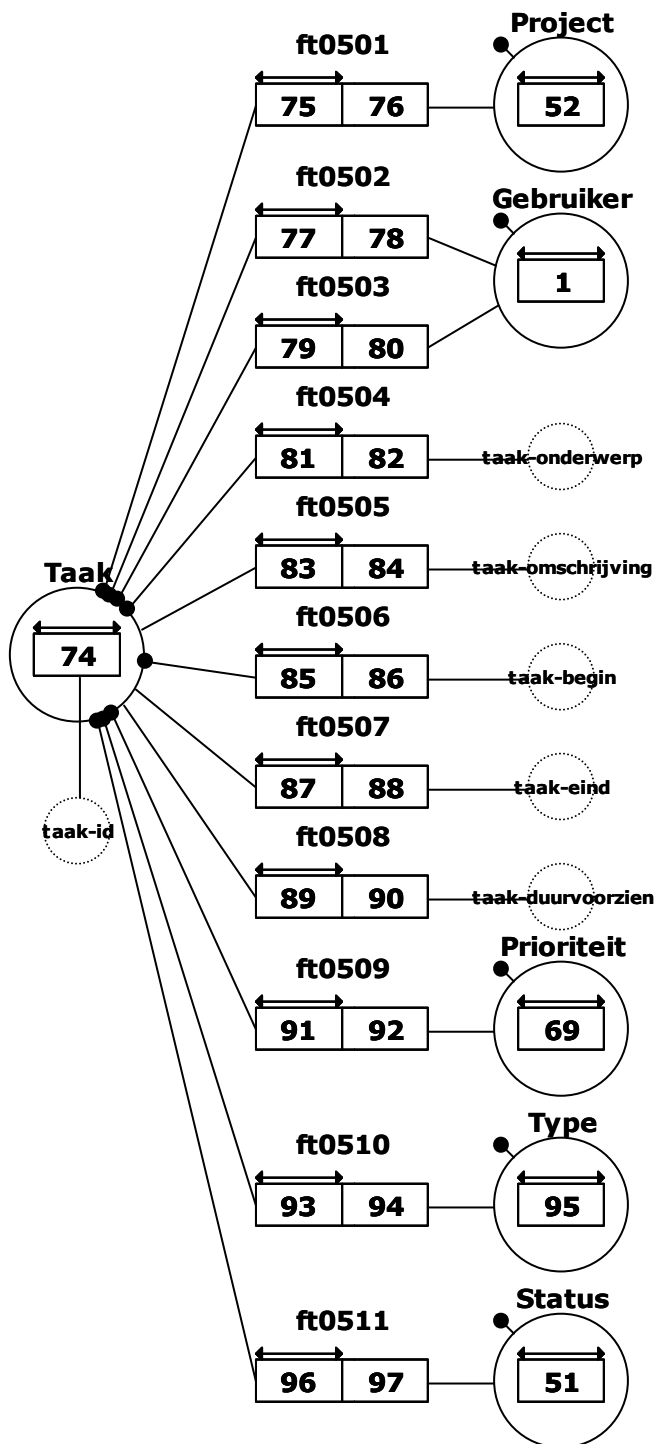 Project
ft0501
75 76
52
ft0502
Gebruiker
77 78
1
ft0503
79 80
ft0504
81 82
taak-onderwerp
ft0505
83 84
taak-omschrijving
Taak
74
ft0506
85 86
taak-begin
ft0507
87 88
taak-eind
taak-id
ft0508
89 90
taak-duurvoorzien
Prioriteit
ft0509
91 92
69
Type
ft0510
93 94
95
Status
ft0511
96 97
51